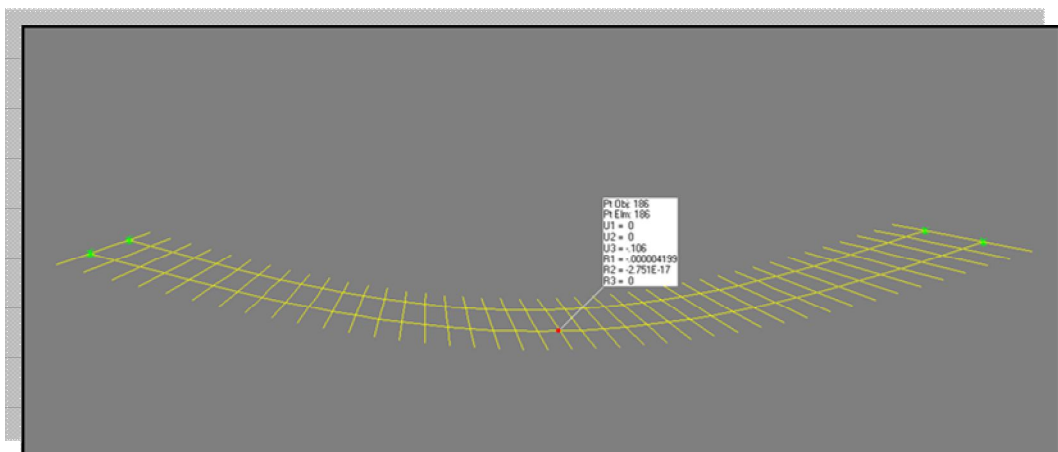 Pt Obj: 186
Pt Elm: 186
U1 = 0
U2 = 0
U3 = -.106
R1 = -.000004199
R2 = -2.751E-17
R3 = 0